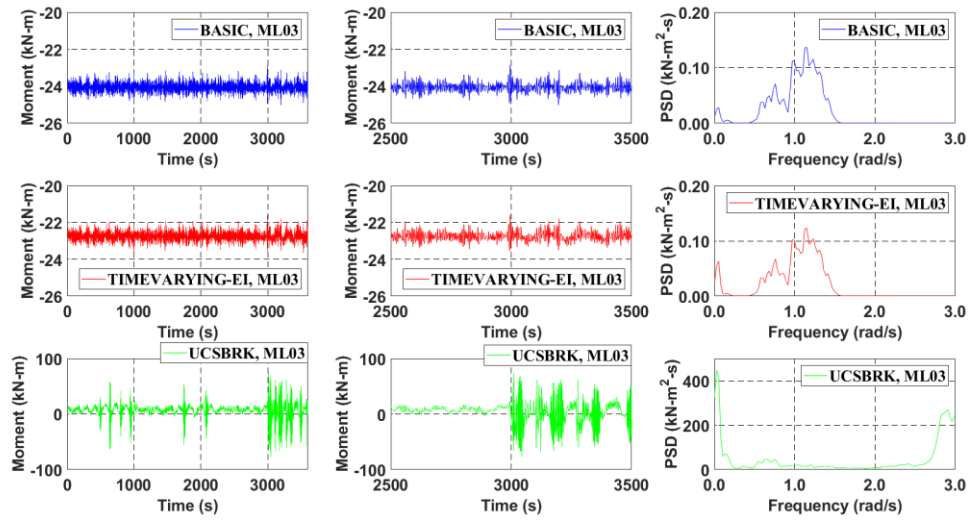 BASIC, ML03
-20
-22
-24
-26
Moment (kN-m)
0 1000 2000 3000
Time (s)
BASIC, ML03
-20
-22
-24
-26
Moment (kN-m)
2500 3000 3500
Time (s)
BASIC, ML03
0.20
0.10
0.00
PSD (kN-m²-s)
0.0 1.0 2.0 3.0
Frequency (rad/s)
-20
-22
-24
-26
Moment (kN-m)
TIMEVARYING-EI, ML03
0 1000 2000 3000
Time (s)
-20
-22
-24
-26
Moment (kN-m)
TIMEVARYING-EI, ML03
2500 3000 3500
Time (s)
0.20
0.10
0.00
PSD (kN-m²-s)
TIMEVARYING-EI, ML03
0.0 1.0 2.0 3.0
Frequency (rad/s)
UCSBRK, ML03
100
0
-100
Moment (kN-m)
0 1000 2000 3000
Time (s)
UCSBRK, ML03
100
0
-100
Moment (kN-m)
2500 3000 3500
Time (s)
UCSBRK, ML03
400
200
0
PSD (kN-m²-s)
0.0 1.0 2.0 3.0
Frequency (rad/s)